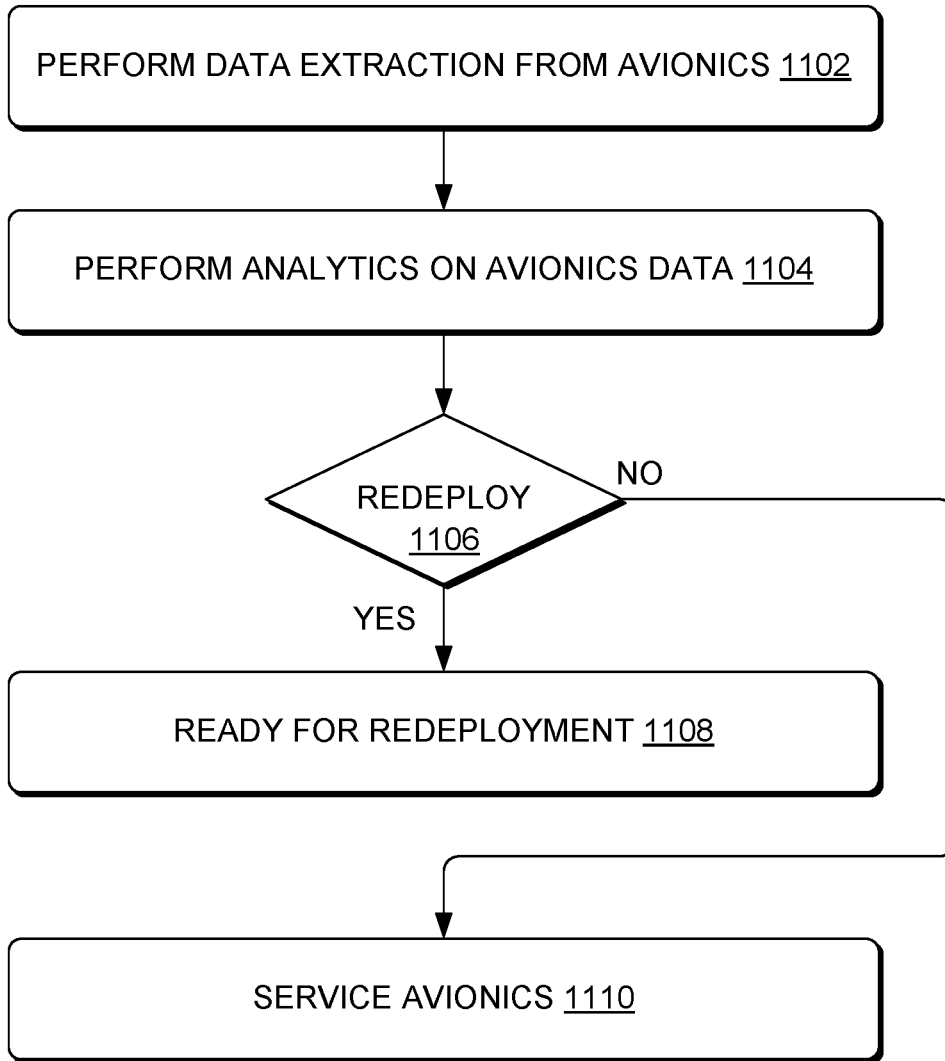 PERFORM DATA EXTRACTION FROM AVIONICS 1102
PERFORM ANALYTICS ON AVIONICS DATA 1104
NO
REDEPLOY
1106
YES
READY FOR REDEPLOYMENT 1108
SERVICE AVIONICS 1110